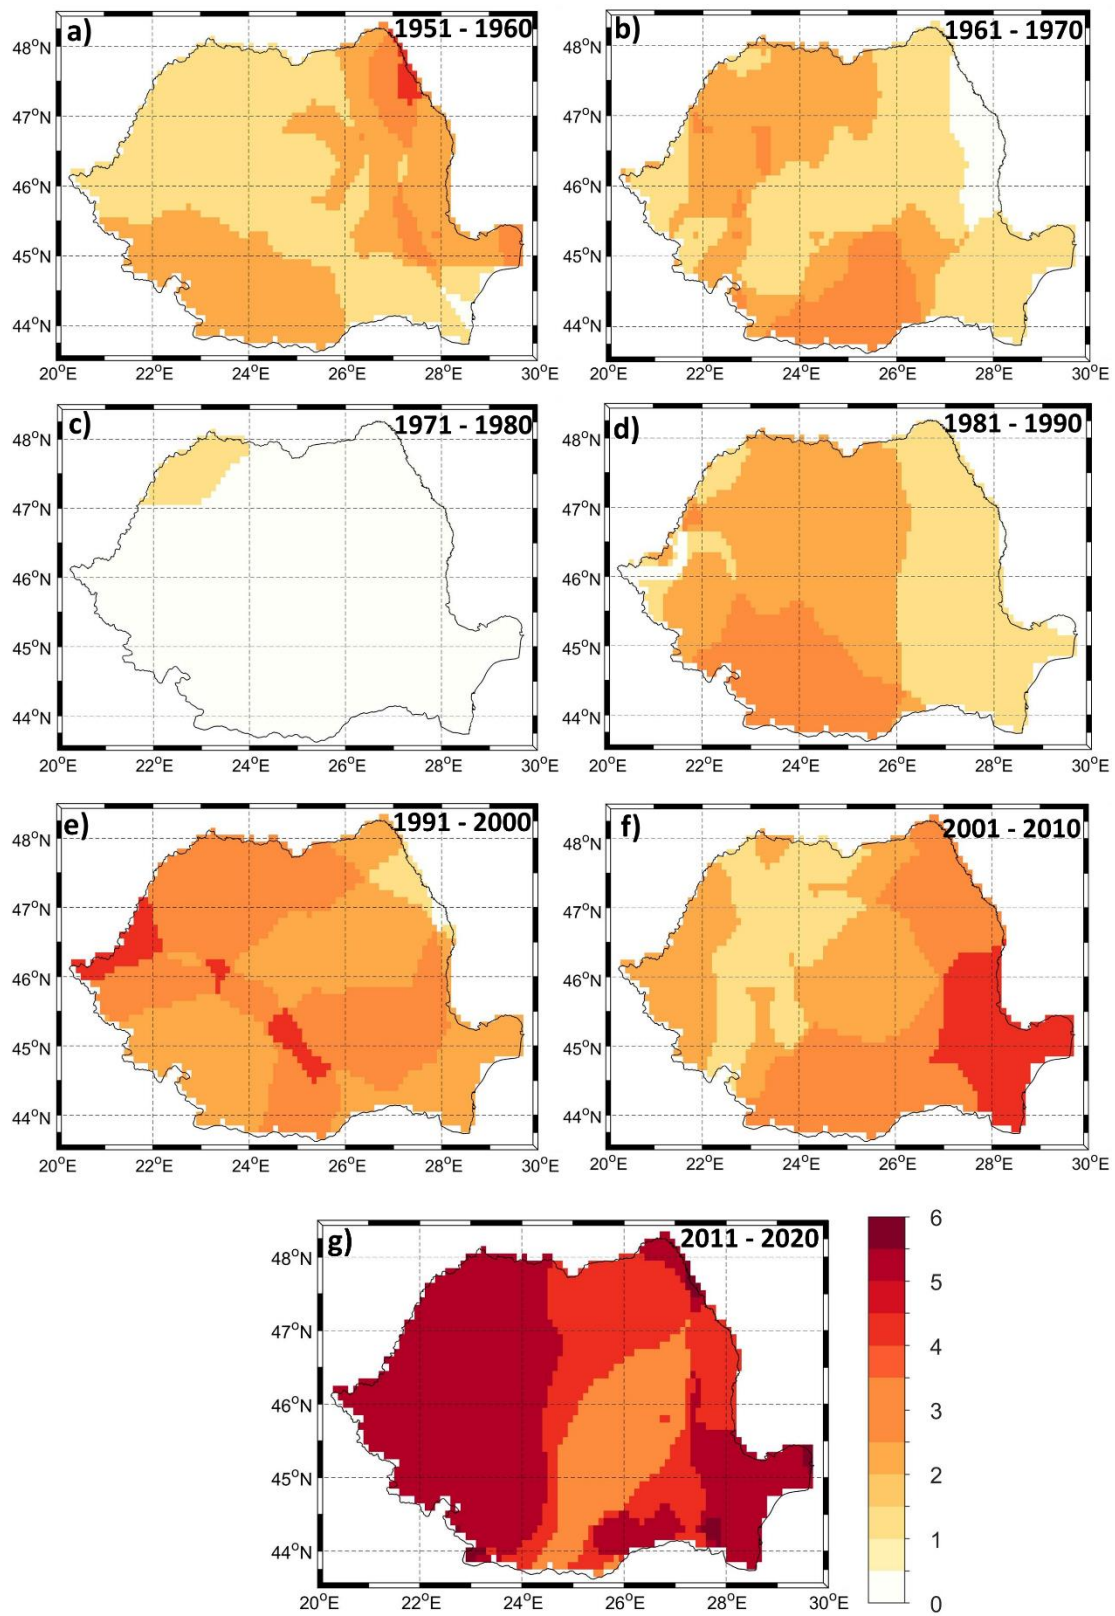 a) 1951 - 1960
b) 1961 - 1970
48°N 48°N
47°N 47°N
46°N 46°N
45°N 45°N
44°N 44°N
20°E 22°E 24°E 26°E 28°E 30°E 20°E 22°E 24°E 26°E 28°E 30°E
c) 1971 - 1980
d) 1981 - 1990
48°N 48°N
47°N 47°N
46°N 46°N
45°N 45°N
44°N 44°N
20°E 22°E 24°E 26°E 28°E 30°E 20°E 22°E 24°E 26°E 28°E 30°E
e) 1991 - 2000
f) 2001 - 2010
48°N 48°N
47°N 47°N
46°N 46°N
45°N 45°N
44°N 44°N
20°E 22°E 24°E 26°E 28°E 30°E 20°E 22°E 24°E 26°E 28°E 30°E
g) 2011 - 2020
48°N
47°N
46°N
45°N
44°N
20°E 22°E 24°E 26°E 28°E 30°E
6
5
4
3
2
1
0